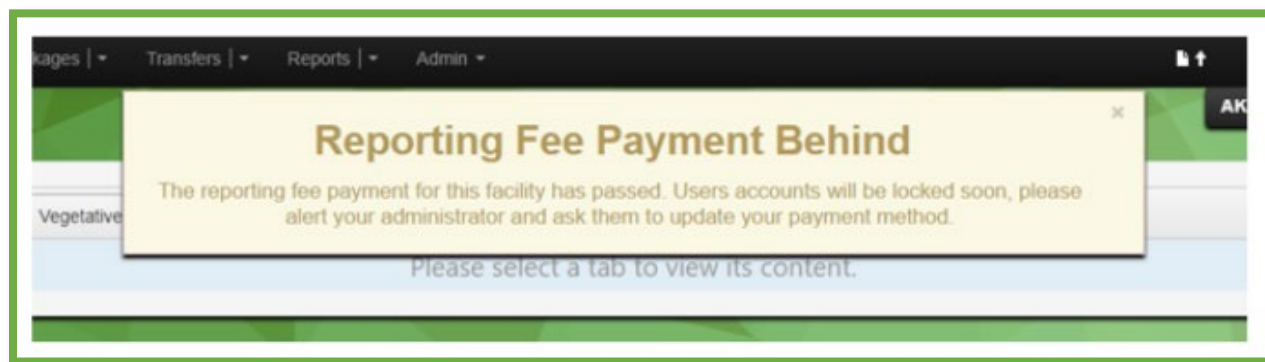 kages | Transfers | Reports | Admin
AK
Reporting Fee Payment Behind
The reporting fee payment for this facility has passed. Users accounts will be locked soon, please
alert your administrator and ask them to update your payment method.
Vegetative
Please select a tab to view its content.